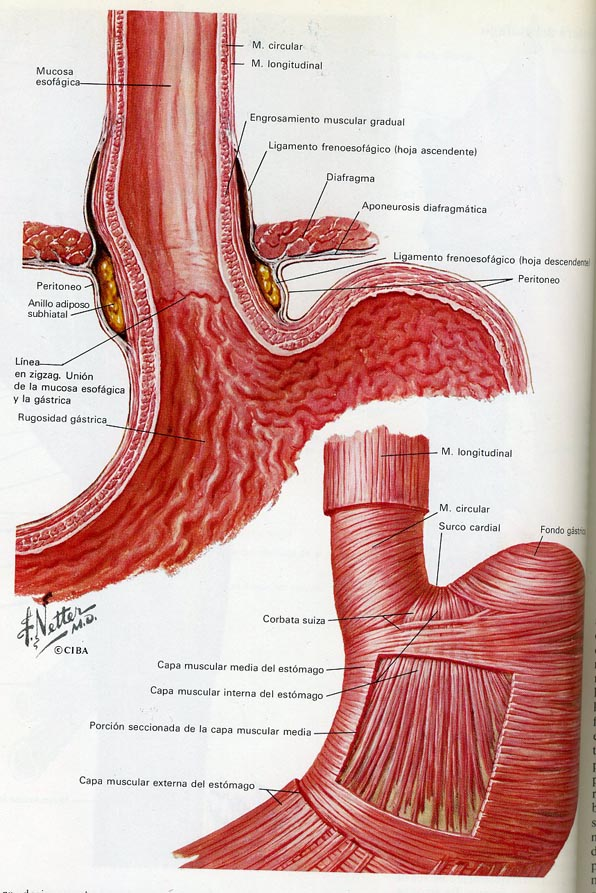 M. circular
M. longitudinal
Mucosa
esofágica
Engrosamiento muscular gradual
Ligamento frenoesofágico (hoja ascendente)
Diafragma
Aponeurosis diafragmática
Ligamento frenoesofágico (hoja descendente)
Peritoneo
Peritoneo
Anillo adiposo
subhiatal
Línea
en zigzag. Unión
de la mucosa esofágica
y la gástrica
Rugosidad gástrica
M. longitudinal
M. circular
Surco cardial
Fondo gástrico
F. Netter
M.D.
©CIBA
Corbata suiza
Capa muscular media del estómago
Capa muscular interna del estómago
Porción seccionada de la capa muscular media
Capa muscular externa del estómago